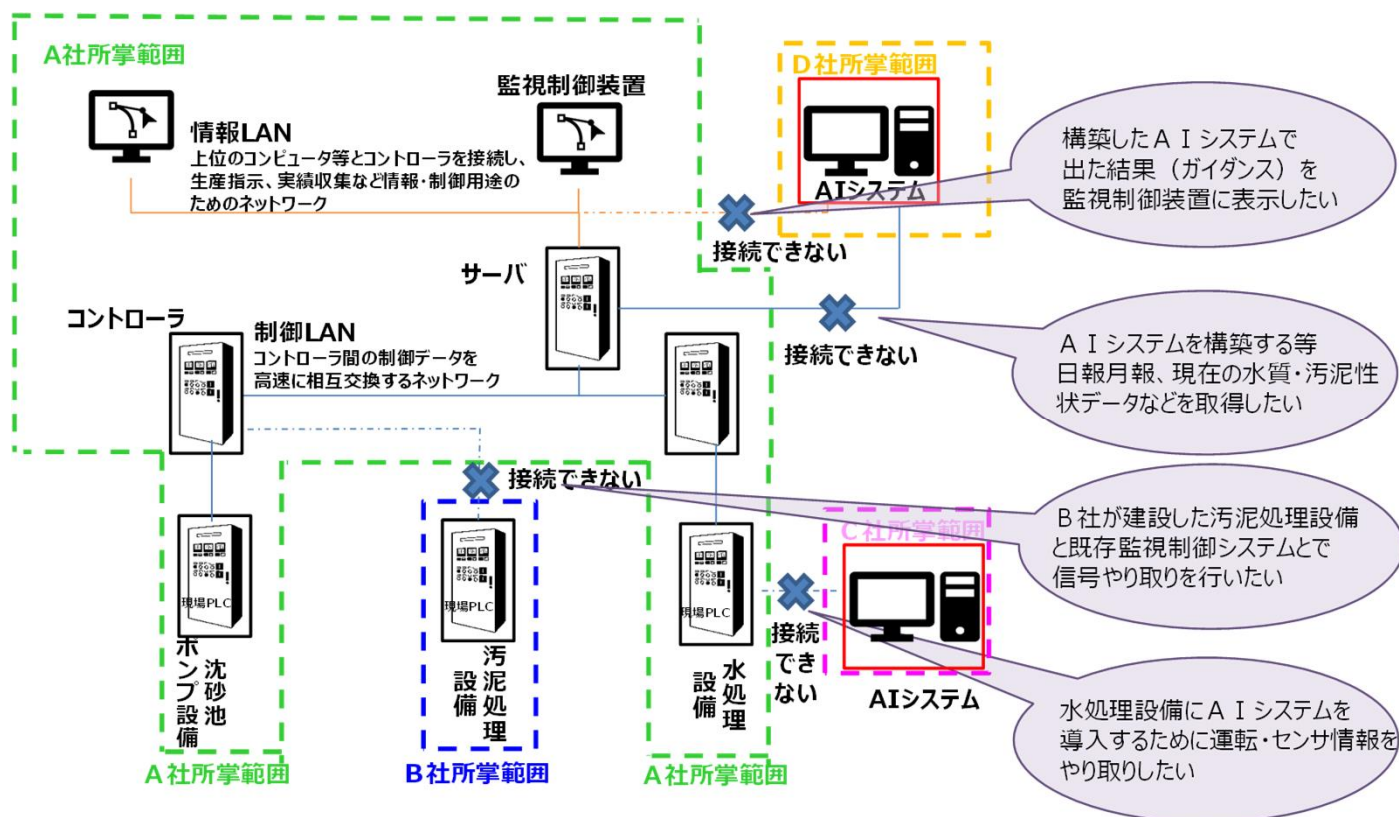 A社所掌範囲
監視制御装置
情報LAN
上位のコンピュータ等とコントローラを接続し、
生産指示、実績収集など情報・制御用途の
ためのネットワーク
D社所掌範囲
AIシステム
接続できない
構築したＡＩシステムで
出た結果（ガイダンス）を
監視制御装置に表示したい
サーバ
接続できない
ＡＩシステムを構築する等
日報月報、現在の水質・汚泥性
状データなどを取得したい
コントローラ
制御LAN
コントローラ間の制御データを
高速に相互交換するネットワーク
接続できない
Ｂ社が建設した汚泥処理設備
と既存監視制御システムとで
信号やり取りを行いたい
現場PLC
沈砂池
ポンプ設備
現場PLC
汚泥処理
設備
現場PLC
水処理
設備
接続
でき
ない
C社所掌範囲
AIシステム
水処理設備にＡＩシステムを
導入するために運転・センサ情報を
やり取りしたい
A社所掌範囲
B社所掌範囲
A社所掌範囲